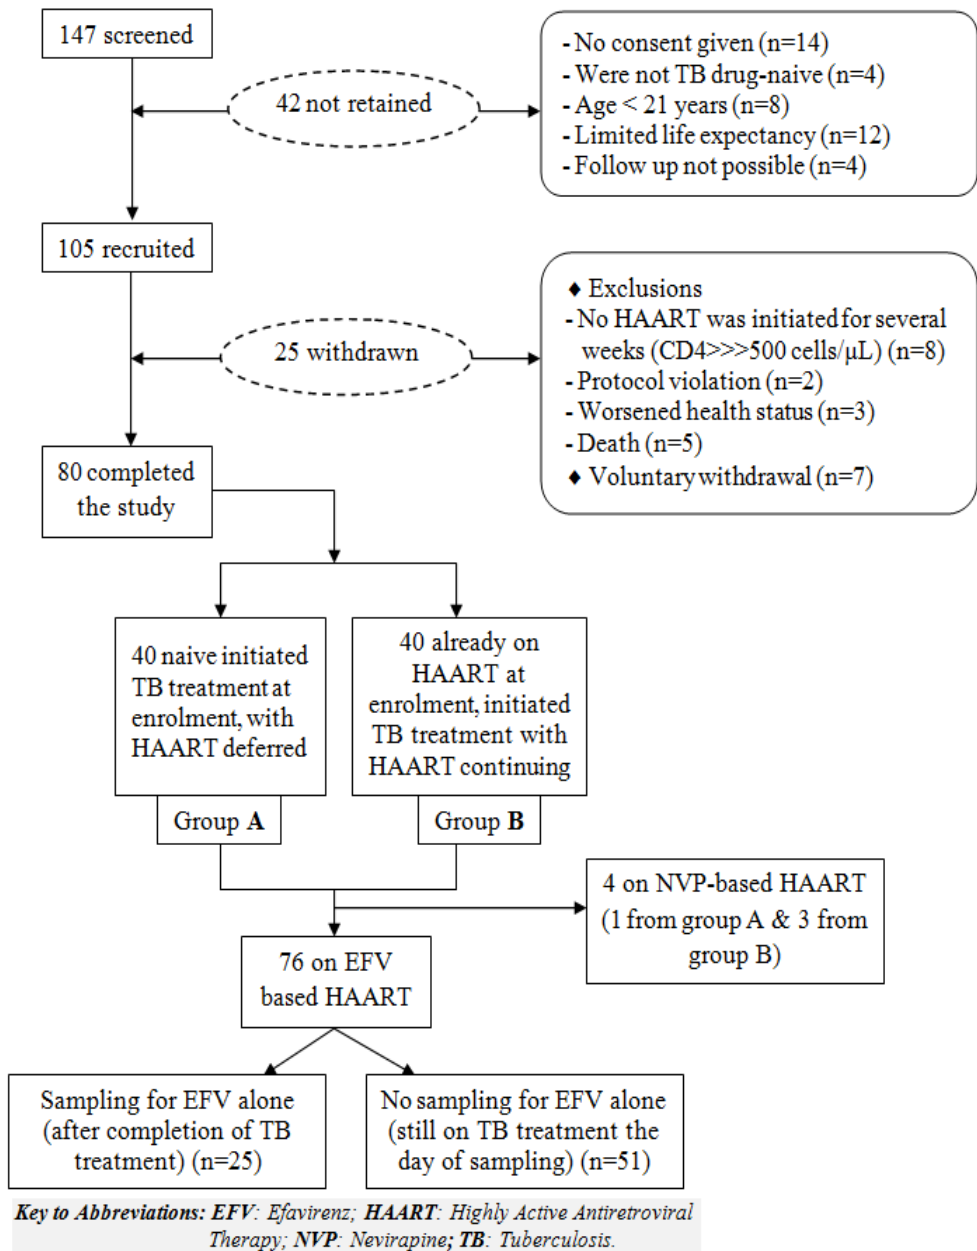 147 screened
42 not retained
- No consent given (n=14)
- Were not TB drug-naive (n=4)
- Age < 21 years (n=8)
- Limited life expectancy (n=12)
- Follow up not possible (n=4)
105 recruited
25 withdrawn
♦ Exclusions
- No HAART was initiated for several
weeks (CD4>>>500 cells/µL) (n=8)
- Protocol violation (n=2)
- Worsened health status (n=3)
- Death (n=5)
♦ Voluntary withdrawal (n=7)
80 completed
the study
40 naive initiated
TB treatment at
enrolment, with
HAART deferred
Group A
40 already on
HAART at
enrolment, initiated
TB treatment with
HAART continuing
Group B
4 on NVP-based HAART
(1 from group A & 3 from
group B)
76 on EFV
based HAART
Sampling for EFV alone
(after completion of TB
treatment) (n=25)
No sampling for EFV alone
(still on TB treatment the
day of sampling) (n=51)
Key to Abbreviations: EFV: Efavirenz; HAART: Highly Active Antiretroviral
Therapy; NVP: Nevirapine; TB: Tuberculosis.